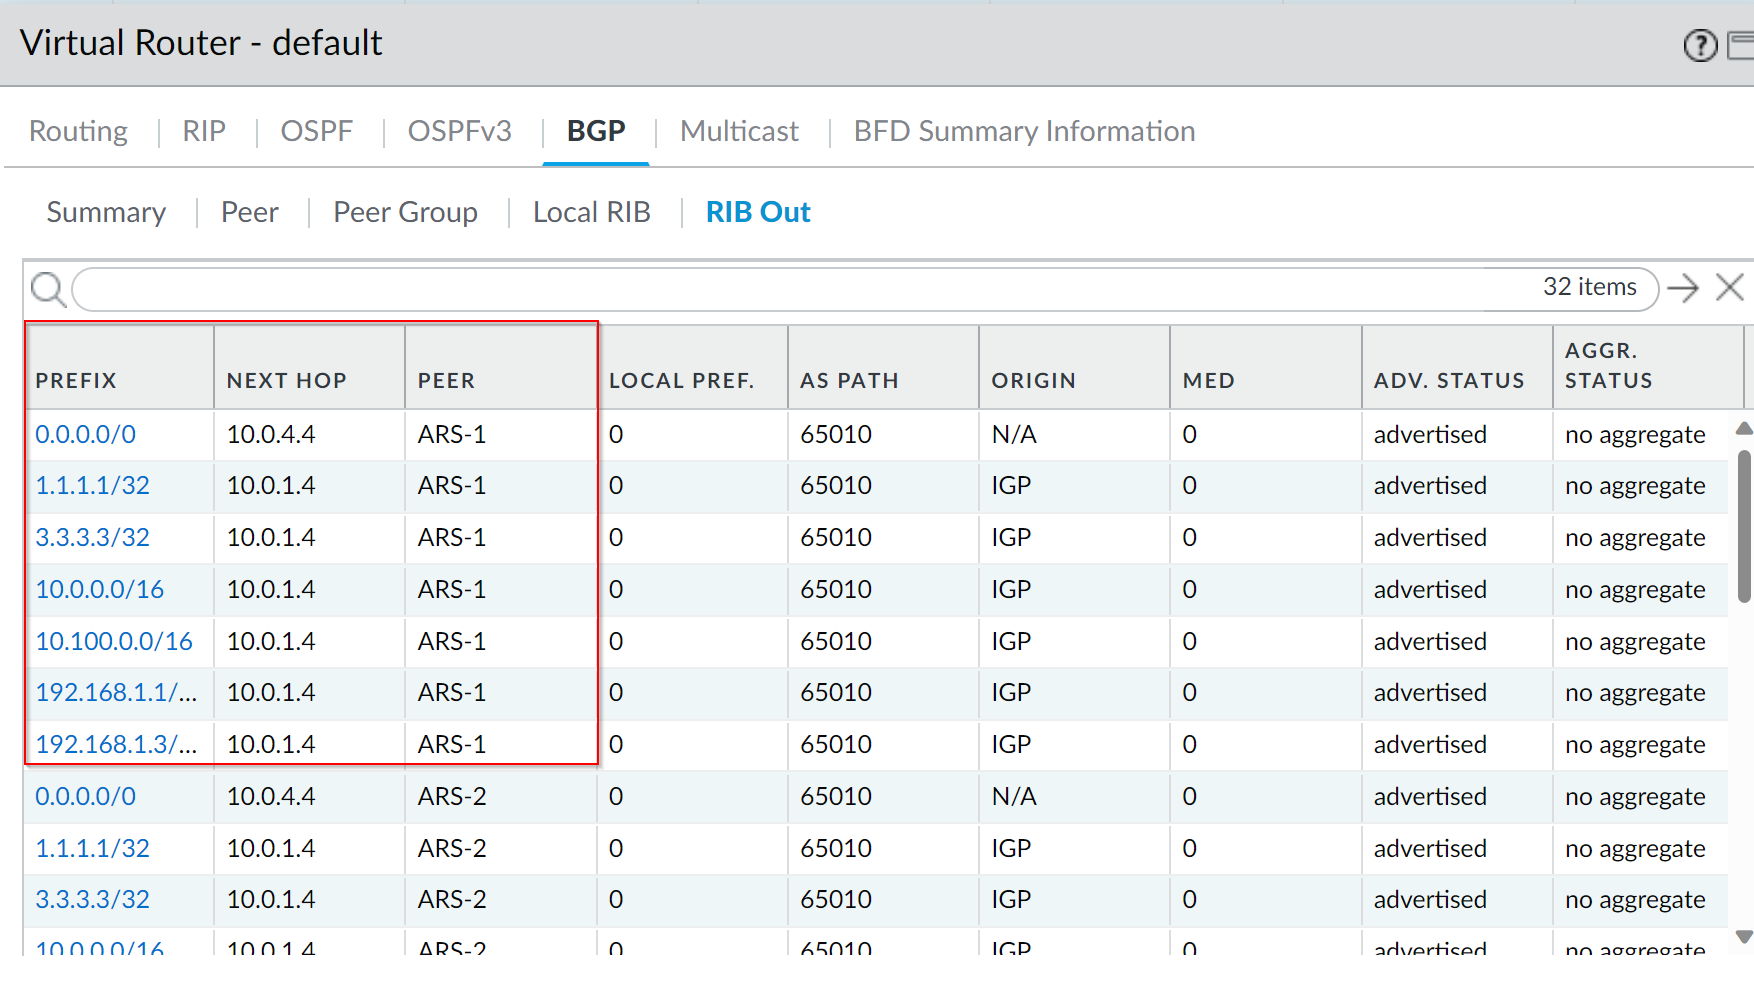 Virtual Router - default
Routing RIP OSPF OSPFv3 BGP Multicast BFD Summary Information
Summary Peer Peer Group Local RIB RIB Out
32 items
PREFIX NEXT HOP PEER LOCAL PREF. AS PATH ORIGIN MED ADV. STATUS AGGR. STATUS
0.0.0.0/0 10.0.4.4 ARS-1 0 65010 N/A 0 advertised no aggregate
1.1.1.1/32 10.0.1.4 ARS-1 0 65010 IGP 0 advertised no aggregate
3.3.3.3/32 10.0.1.4 ARS-1 0 65010 IGP 0 advertised no aggregate
10.0.0.0/16 10.0.1.4 ARS-1 0 65010 IGP 0 advertised no aggregate
10.100.0.0/16 10.0.1.4 ARS-1 0 65010 IGP 0 advertised no aggregate
192.168.1.1/... 10.0.1.4 ARS-1 0 65010 IGP 0 advertised no aggregate
192.168.1.3/... 10.0.1.4 ARS-1 0 65010 IGP 0 advertised no aggregate
0.0.0.0/0 10.0.4.4 ARS-2 0 65010 N/A 0 advertised no aggregate
1.1.1.1/32 10.0.1.4 ARS-2 0 65010 IGP 0 advertised no aggregate
3.3.3.3/32 10.0.1.4 ARS-2 0 65010 IGP 0 advertised no aggregate
10.0.0.0/16 10.0.1.4 ARS-2 0 65010 IGP 0 advertised no aggregate